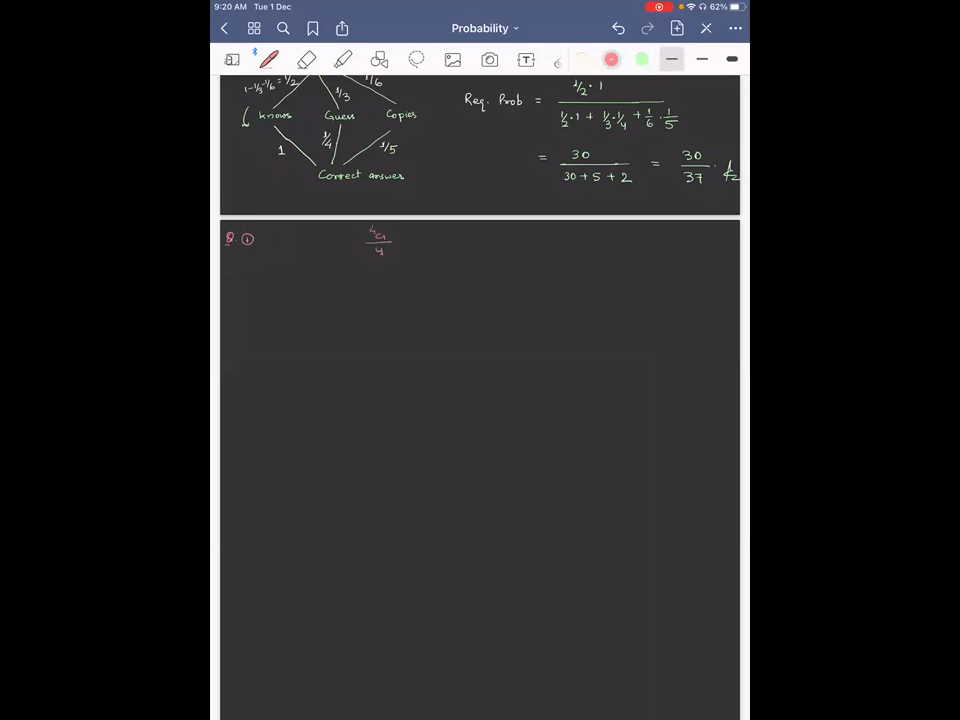 9:20 AM Tue 1 Dec
62%
Probability
1-1/3-1/6 = 1/2
1/3
1/6
Knows Guess Copies
1
1/4
1/5
Correct answer
1/2 · 1
Req. Prob = 
1/2 · 1 + 1/3 · 1/4 + 1/6 · 1/5
= 30 / (30 + 5 + 2) = 30/37 ·
Q. ①
4C1
4